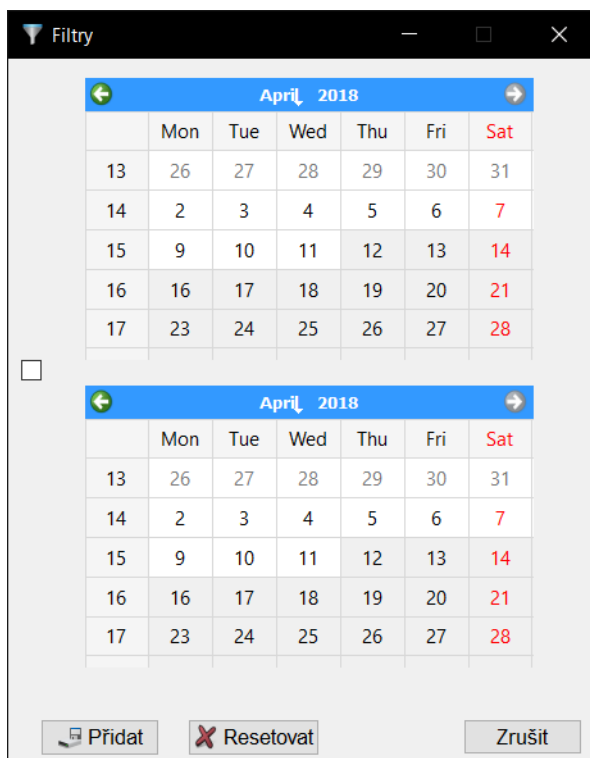 Filtry
April 2018
Mon Tue Wed Thu Fri Sat
13 26 27 28 29 30 31
14 2 3 4 5 6 7
15 9 10 11 12 13 14
16 16 17 18 19 20 21
17 23 24 25 26 27 28
April 2018
Mon Tue Wed Thu Fri Sat
13 26 27 28 29 30 31
14 2 3 4 5 6 7
15 9 10 11 12 13 14
16 16 17 18 19 20 21
17 23 24 25 26 27 28
Přidat Resetovat Zrušit